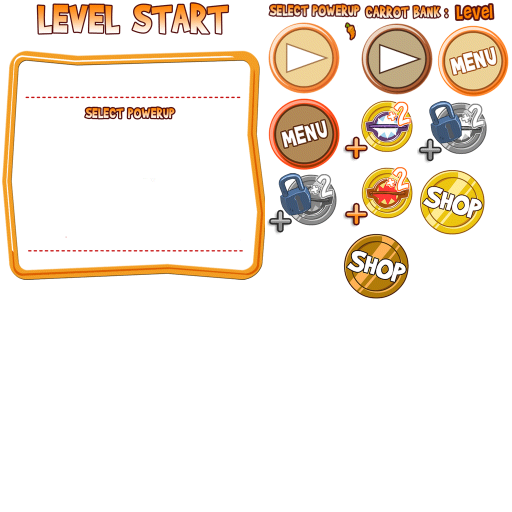 LEVEL START
SELECT POWERUP CARROT BANK : Level
SELECT POWERUP
MENU
MENU
2
2
2
2
SHOP
SHOP